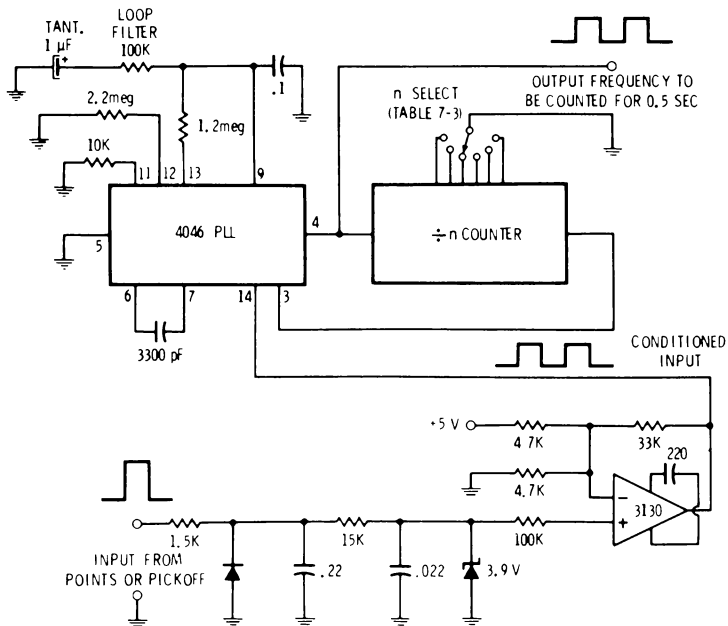 TANT.
1 µF
+
LOOP
FILTER
100K
.1
2.2meg
1.2meg
10K
n SELECT
(TABLE 7-3)
OUTPUT FREQUENCY TO
BE COUNTED FOR 0.5 SEC
11
12
13
9
5
4046 PLL
4
÷n COUNTER
6
7
14
3
3300 pF
CONDITIONED
INPUT
+5 V
4.7K
33K
4.7K
220
−
3130
+
1.5K
15K
100K
INPUT FROM
POINTS OR PICKOFF
.22
.022
3.9 V